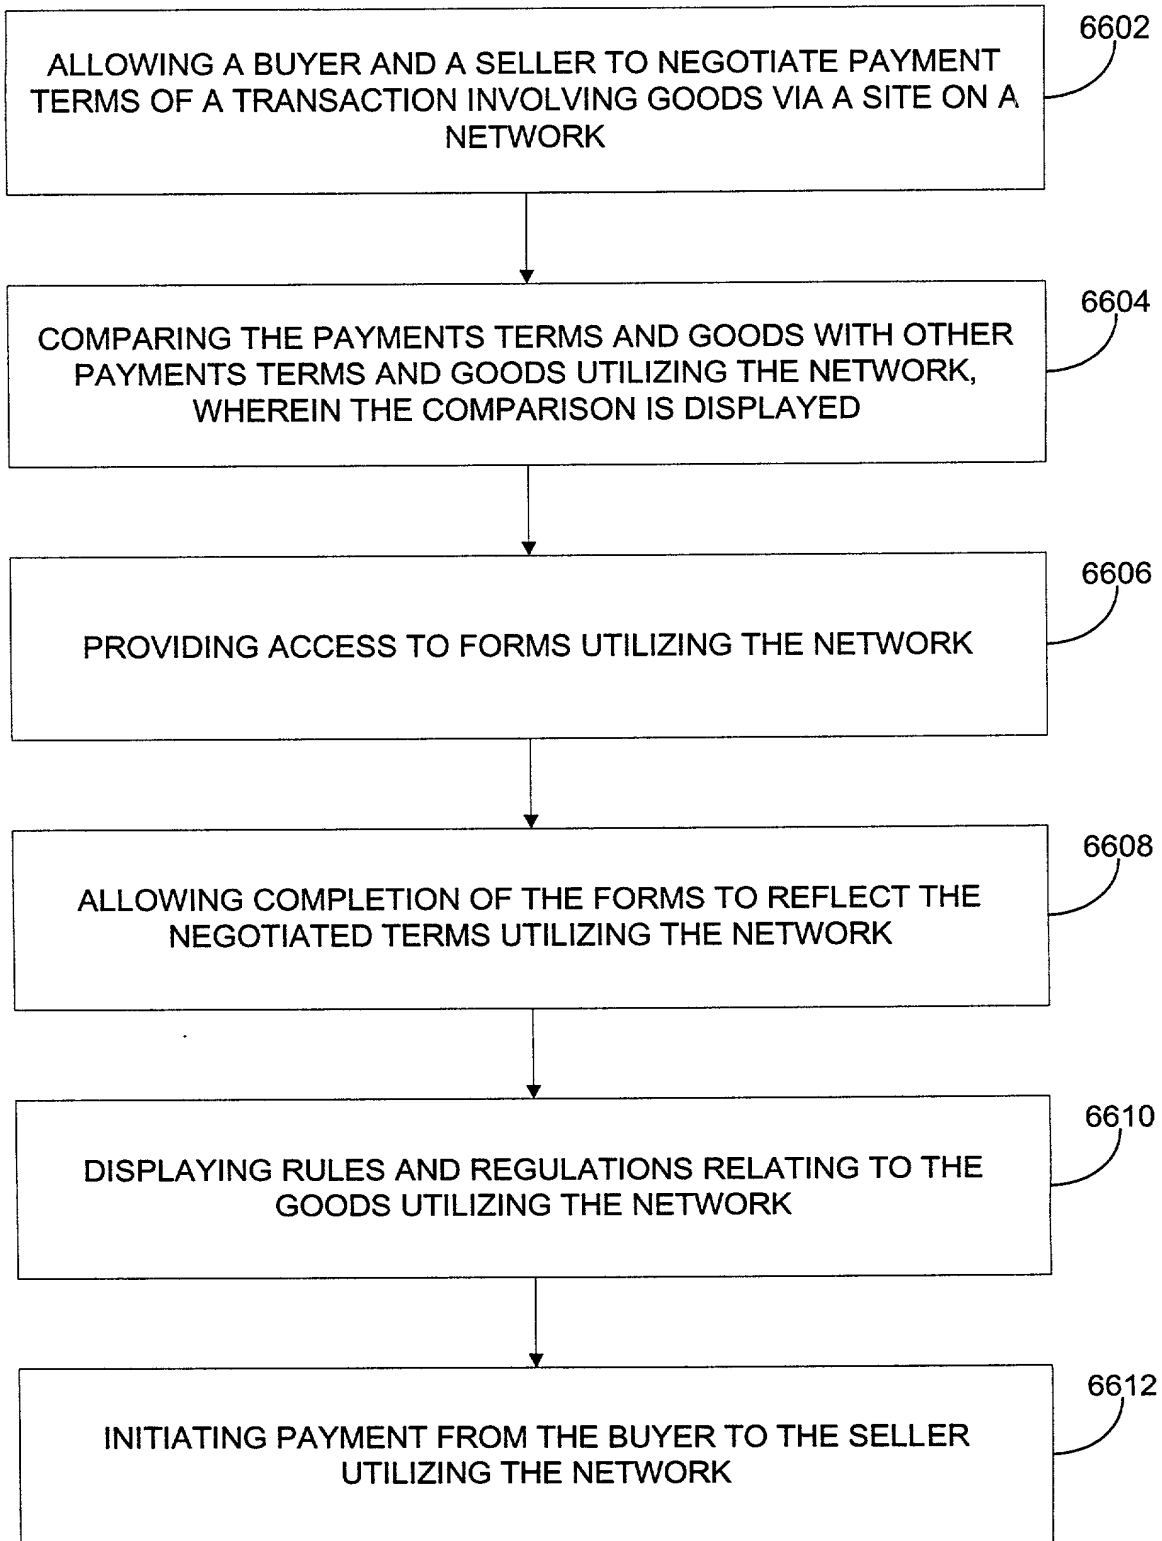 6602
ALLOWING A BUYER AND A SELLER TO NEGOTIATE PAYMENT
TERMS OF A TRANSACTION INVOLVING GOODS VIA A SITE ON A
NETWORK
6604
COMPARING THE PAYMENTS TERMS AND GOODS WITH OTHER
PAYMENTS TERMS AND GOODS UTILIZING THE NETWORK,
WHEREIN THE COMPARISON IS DISPLAYED
6606
PROVIDING ACCESS TO FORMS UTILIZING THE NETWORK
6608
ALLOWING COMPLETION OF THE FORMS TO REFLECT THE
NEGOTIATED TERMS UTILIZING THE NETWORK
6610
DISPLAYING RULES AND REGULATIONS RELATING TO THE
GOODS UTILIZING THE NETWORK
6612
INITIATING PAYMENT FROM THE BUYER TO THE SELLER
UTILIZING THE NETWORK